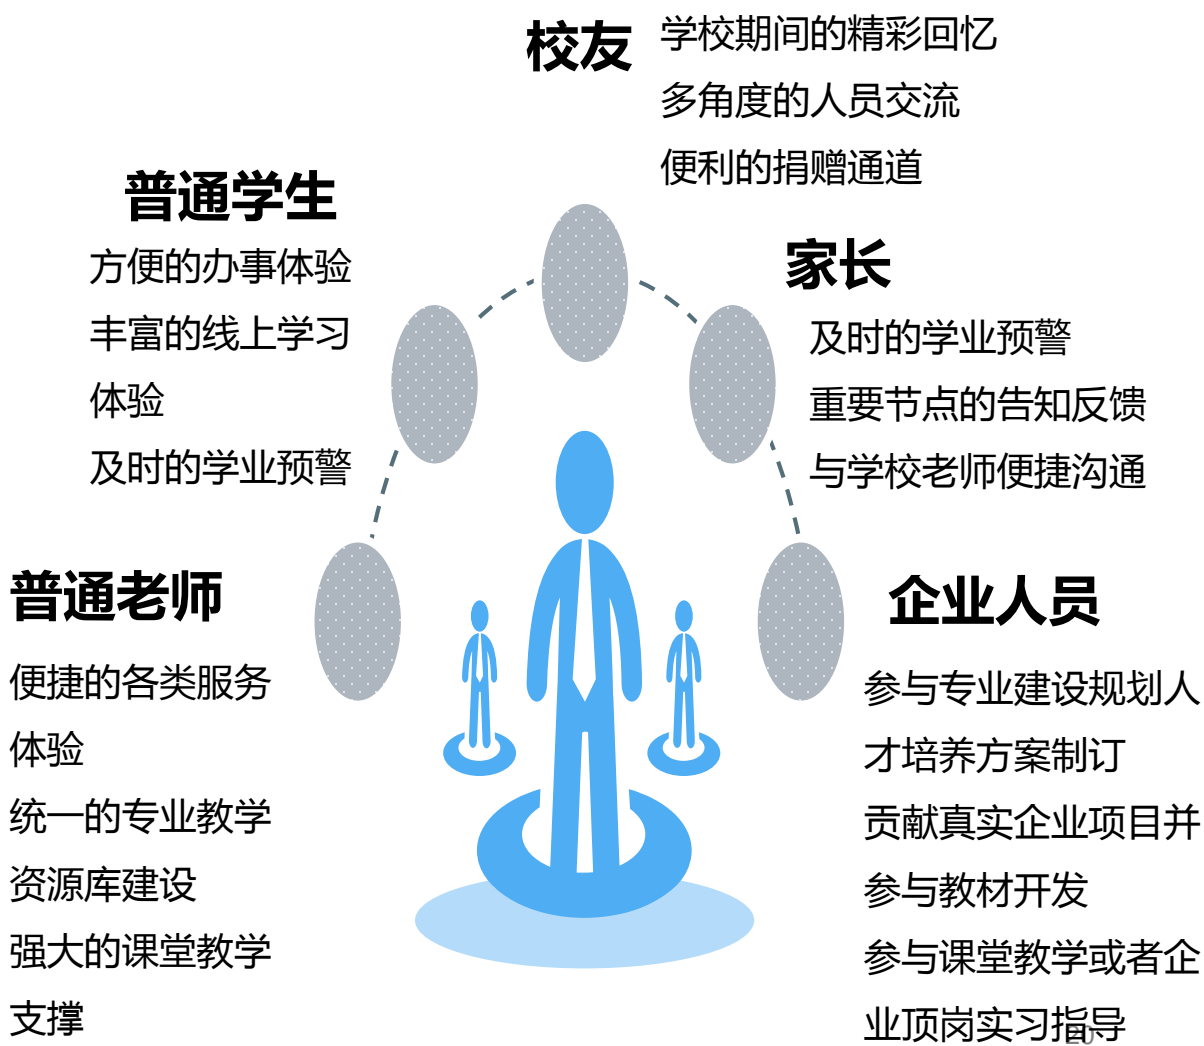 校友
学校期间的精彩回忆
多角度的人员交流
便利的捐赠通道
普通学生
方便的办事体验
丰富的线上学习
体验
及时的学业预警
家长
及时的学业预警
重要节点的告知反馈
与学校老师便捷沟通
普通老师
便捷的各类服务
体验
统一的专业教学
资源库建设
强大的课堂教学
支撑
企业人员
参与专业建设规划人
才培养方案制订
贡献真实企业项目并
参与教材开发
参与课堂教学或者企
业顶岗实习指导
20